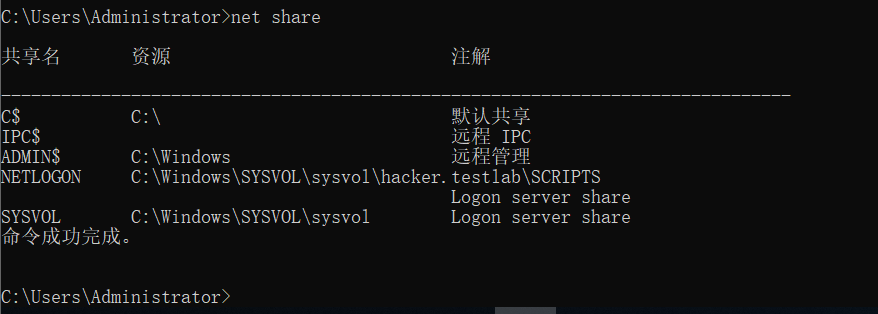 C:\Users\Administrator>net share
共享名 资源 注解
-------------------------------------------------------------------------------
C$ C:\ 默认共享
IPC$ 远程 IPC
ADMIN$ C:\Windows 远程管理
NETLOGON C:\Windows\SYSVOL\sysvol\hacker.testlab\SCRIPTS
Logon server share
SYSVOL C:\Windows\SYSVOL\sysvol Logon server share
命令成功完成。
C:\Users\Administrator>